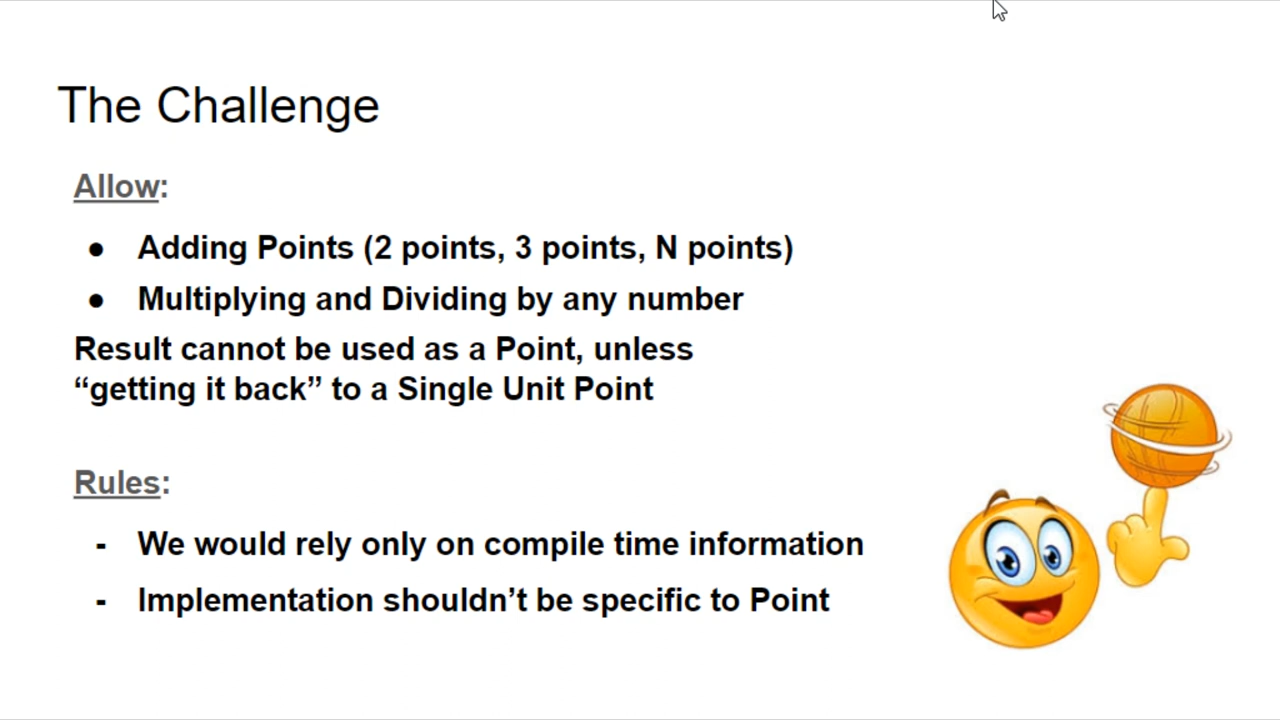 The Challenge
Allow:
● Adding Points (2 points, 3 points, N points)
● Multiplying and Dividing by any number
Result cannot be used as a Point, unless
“getting it back” to a Single Unit Point
Rules:
- We would rely only on compile time information
- Implementation shouldn’t be specific to Point